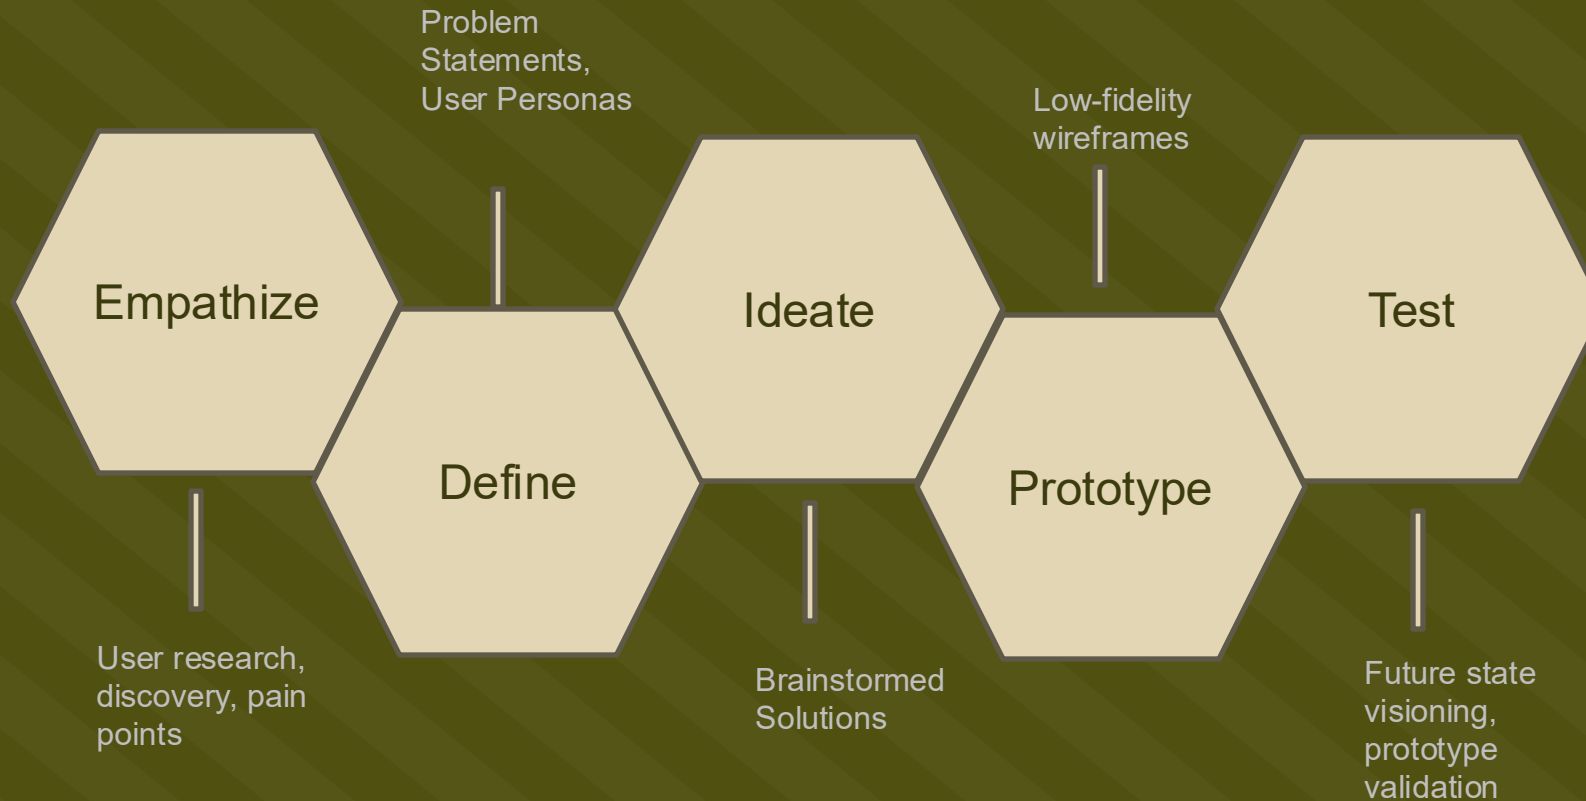 Problem
Statements,
User Personas
Low-fidelity
wireframes
Empathize
Define
Ideate
Prototype
Test
User research,
discovery, pain
points
Brainstormed
Solutions
Future state
visioning,
prototype
validation